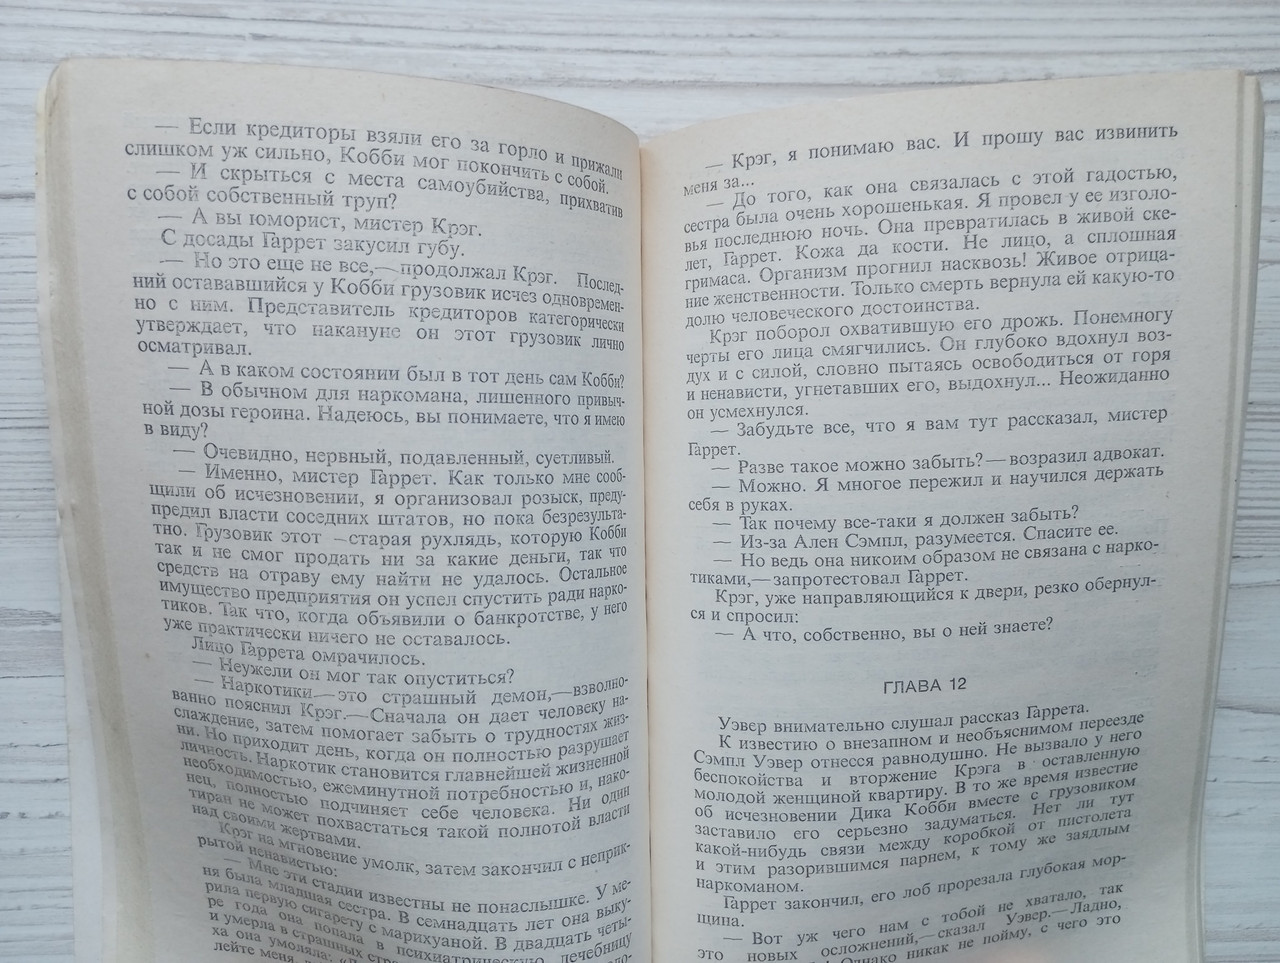 — Если кредиторы взяли его за горло и прижали
слишком уж сильно, Кобби мог покончить с собой.
— И скрыться с места самоубийства, прихватив
с собой собственный труп?
— А вы юморист, мистер Крэг.
С досады Гаррет закусил губу.
— Но это еще не все,—продолжал Крэг. Послед-
ний остававшийся у Кобби грузовик исчез одновремен-
но с ним. Представитель кредиторов категорически
утверждает, что накануне он этот грузовик лично
осматривал.
— А в каком состоянии был в тот день сам Кобби?
— В обычном для наркомана, лишенного привыч-
ной дозы героина. Надеюсь, вы понимаете, что я имею
в виду?
— Очевидно, нервный, подавленный, суетливый.
— Именно, мистер Гаррет. Как только мне сооб-
щили об исчезновении, я организовал розыск, преду-
предил власти соседних штатов, но пока безрезульта-
тно. Грузовик этот —старая рухлядь, которую Кобби
так и не смог продать ни за какие деньги, так что
средств на отраву ему найти не удалось. Остальное
имущество предприятия он успел спустить ради нарко-
тиков. Так что, когда объявили о банкротстве, у него
уже практически ничего не оставалось.
Лицо Гаррета омрачилось.
— Неужели он мог так опуститься?
— Наркотики—это страшный демон,—взволно-
ванно пояснил Крэг.—Сначала он дает человеку на-
слаждение, затем помогает забыть о трудностях жиз-
ни. Но приходит день, когда он полностью разрушает
личность. Наркотик становится главнейшей жизненной
необходимостью, ежеминутной потребностью и, нако-
нец, полностью подчиняет себе человека. Ни один
тиран не может похвастаться такой полнотой власти
над своими жертвами.
Крэг на мгновение умолк, затем закончил с неприк-
рытой ненавистью:
— Мне эти стадии известны не понаслышке. У ме-
ня была младшая сестра. В семнадцать лет она выку-
рила первую сигарету с марихуаной. В двадцать четы-
ре года она попала в психиатрическую лечебницу
и умерла в страшных
ха она умоляла:
лейте меня,
— Крэг, я понимаю вас. И прошу вас извинить
меня за...
— До того, как она связалась с этой гадостью,
сестра была очень хорошенькая. Я провел у ее изголо-
вья последнюю ночь. Она превратилась в живой ске-
лет, Гаррет. Кожа да кости. Не лицо, а сплошная
гримаса. Организм прогнил насквозь! Живое отрица-
ние женственности. Только смерть вернула ей какую-то
долю человеческого достоинства.
Крэг поборол охватившую его дрожь. Понемногу
черты его лица смягчились. Он глубоко вдохнул воз-
дух и с силой, словно пытаясь освободиться от горя
и ненависти, угнетавших его, выдохнул... Неожиданно
он усмехнулся.
— Забудьте все, что я вам тут рассказал, мистер
Гаррет.
— Разве такое можно забыть?—возразил адвокат.
— Можно. Я многое пережил и научился держать
себя в руках.
— Так почему все-таки я должен забыть?
— Из-за Ален Сэмпл, разумеется. Спасите ее.
— Но ведь она никоим образом не связана с нарко-
тиками,—запротестовал Гаррет.
Крэг, уже направляющийся к двери, резко обернул-
ся и спросил:
— А что, собственно, вы о ней знаете?
ГЛАВА 12
Уэвер внимательно слушал рассказ Гаррета.
К известию о внезапном и необъяснимом переезде
Сэмпл Уэвер отнесся равнодушно. Не вызвало у него
беспокойства и вторжение Крэга в оставленную
молодой женщиной квартиру. В то же время известие
об исчезновении Дика Кобби вместе с грузовиком
заставило его серьезно задуматься. Нет ли тут
какой-нибудь связи между коробкой от пистолета
и этим разорившимся парнем, к тому же заядлым
наркоманом.
Гаррет закончил, его лоб прорезала глубокая мор-
щина.
— Вот уж чего нам с тобой не хватало, так
это новых осложнений,—сказал Уэвер.—Ладно,
Однако никак не пойму, с чего это